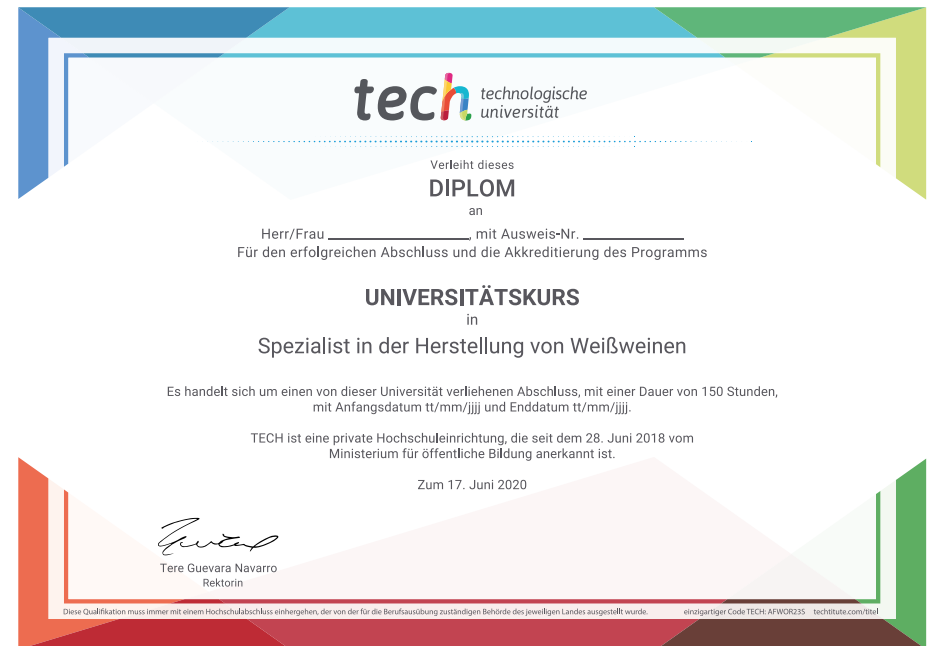 tech technologische
universität
Verleiht dieses
DIPLOM
an
Herr/Frau ____________________, mit Ausweis-Nr. ______________
Für den erfolgreichen Abschluss und die Akkreditierung des Programms
UNIVERSITÄTSKURS
in
Spezialist in der Herstellung von Weißweinen
Es handelt sich um einen von dieser Universität verliehenen Abschluss, mit einer Dauer von 150 Stunden,
mit Anfangsdatum tt/mm/jjjj und Enddatum tt/mm/jjjj.
TECH ist eine private Hochschuleinrichtung, die seit dem 28. Juni 2018 vom
Ministerium für öffentliche Bildung anerkannt ist.
Zum 17. Juni 2020
Tere Guevara Navarro
Rektorin
Diese Qualifikation muss immer mit einem Hochschulabschluss einhergehen, der von der für die Berufsausübung zuständigen Behörde des jeweiligen Landes ausgestellt wurde. einzigartiger Code TECH: AFWOR23S techtitute.com/titel